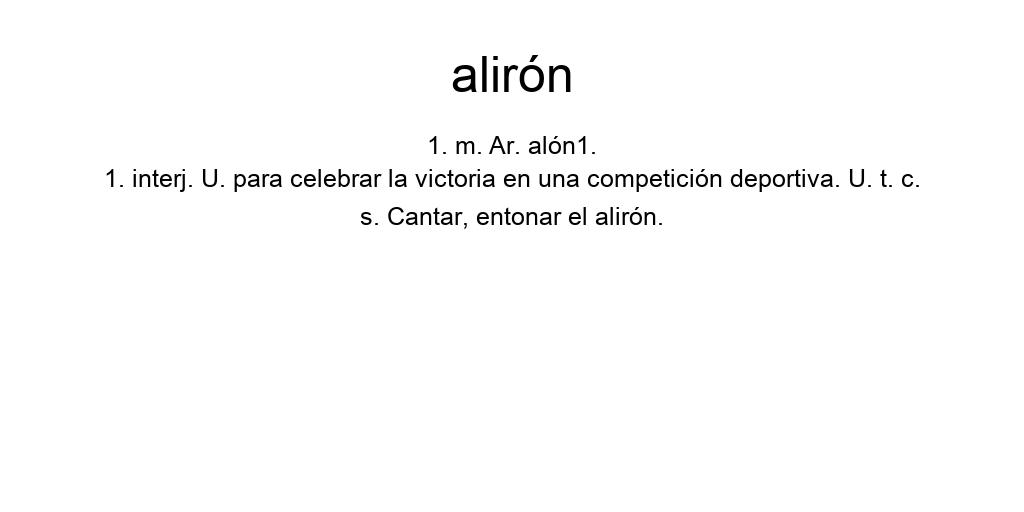 alirón
1. m. Ar. alón1.
1. interj. U. para celebrar la victoria en una competición deportiva. U. t. c.
s. Cantar, entonar el alirón.